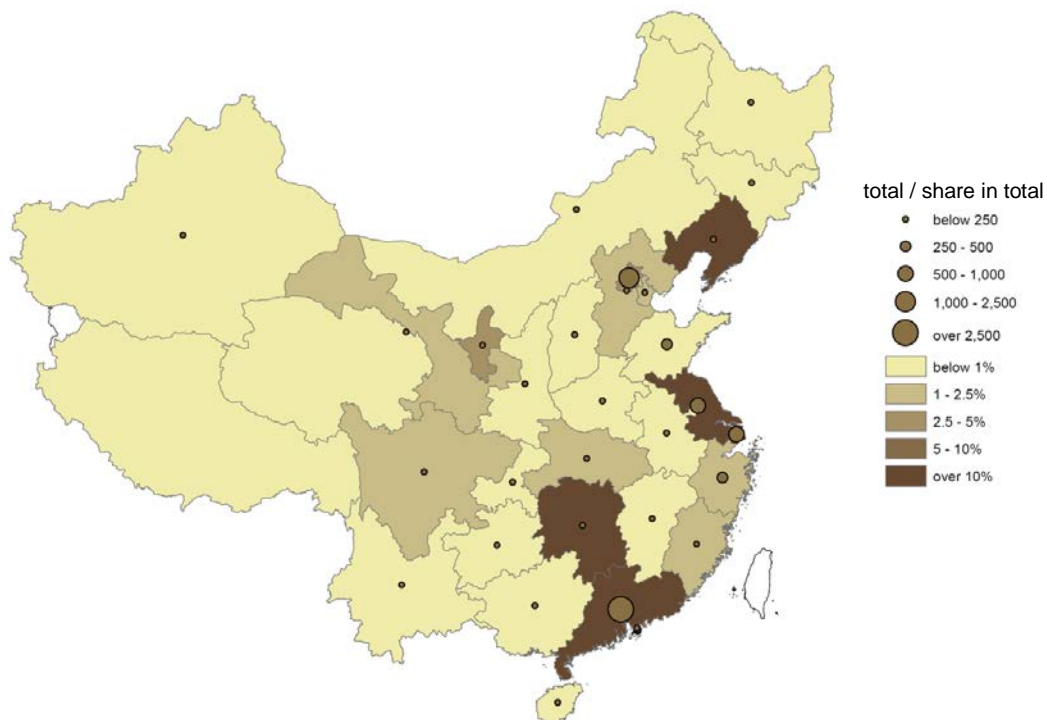 total / share in total
below 250
250 - 500
500 - 1,000
1,000 - 2,500
over 2,500
below 1%
1 - 2.5%
2.5 - 5%
5 - 10%
over 10%